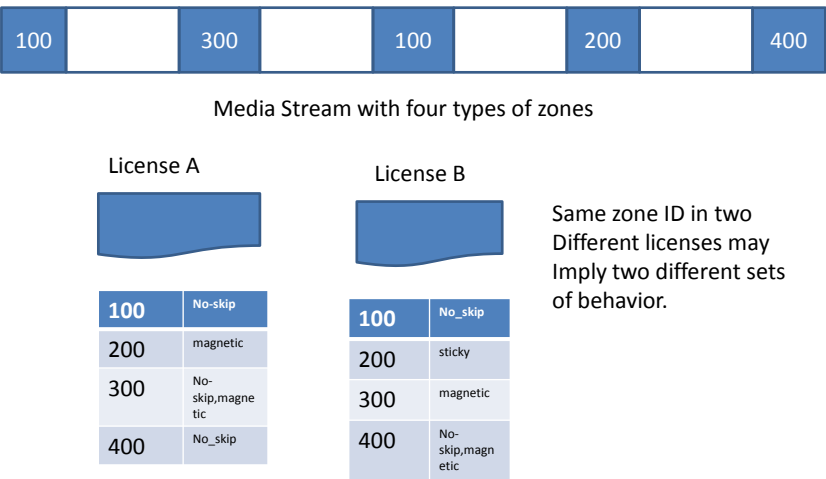 100 300 100 200 400
Media Stream with four types of zones
License A
License B
Same zone ID in two
Different licenses may
Imply two different sets
of behavior.
100 No-skip
200 magnetic
300 No-
skip,magne
tic
400 No_skip
100 No_skip
200 sticky
300 magnetic
400 No-
skip,magn
etic